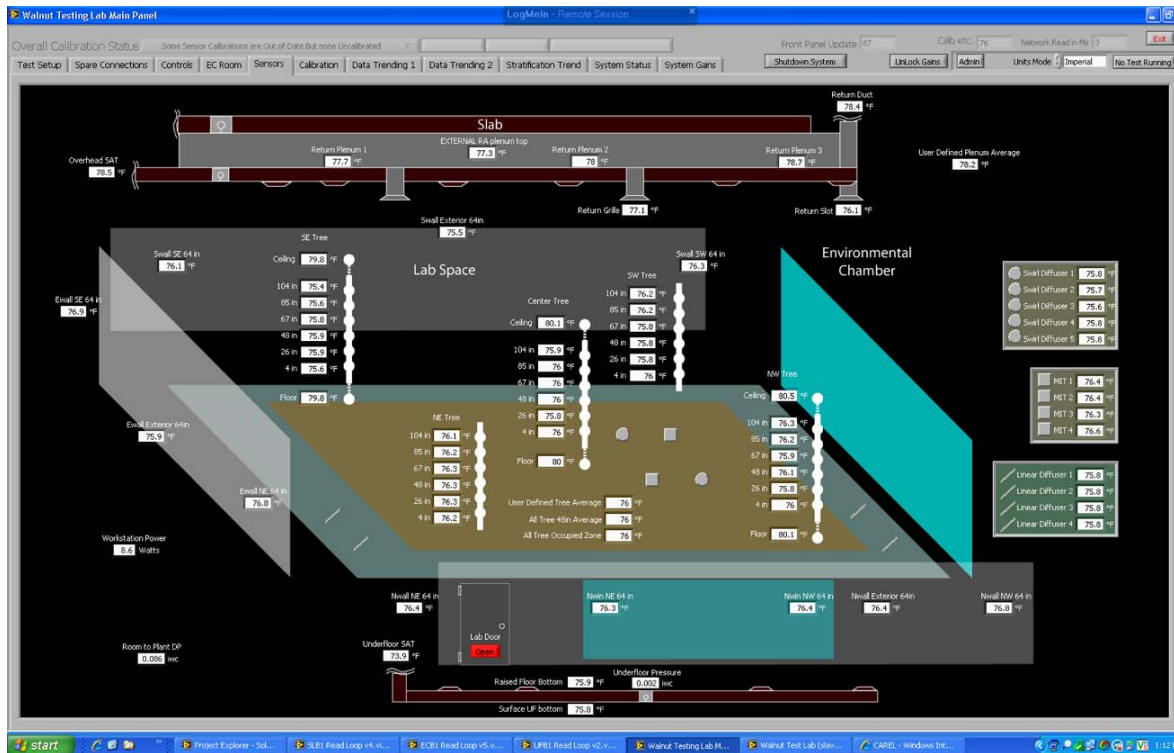 Walnut Testing Lab Main Panel
LogMeIn - Remote Session
Overall Calibration Status Some Sensor Calibrations are Out of Date But none Uncalibrated
Front Panel Update 67 Calib etc. 76 Network Read in Ms 3 Exit
Test Setup Spare Connections Controls EC Room Sensors Calibration Data Trending 1 Data Trending 2 Stratification Trend System Status System Gains
Shutdown System UnLock Gains Admin Units Mode Imperial No Test Running
Return Duct
78.4 °F
Slab
EXTERNAL RA plenum top
77.3 °F
Return Plenum 1
77.7 °F
Return Plenum 2
78 °F
Return Plenum 3
78.7 °F
User Defined Plenum Average
78.2 °F
Overhead SAT
78.5 °F
Return Grille 77.1 °F
Return Slot 76.1 °F
Swall Exterior 64in
75.5 °F
Swall SE 64 in
76.1 °F
Swall SW 64 in
76.3 °F
Ewall SE 64 in
76.9 °F
Lab Space
Environmental
Chamber
SE Tree
Ceiling 79.8 °F
104 in 75.4 °F
85 in 75.6 °F
67 in 75.8 °F
48 in 75.9 °F
26 in 75.9 °F
4 in 75.6 °F
Floor 79.8 °F
Center Tree
Ceiling 80.1 °F
104 in 75.9 °F
85 in 76 °F
67 in 76 °F
48 in 76 °F
26 in 75.8 °F
4 in 76 °F
Floor 80 °F
SW Tree
104 in 76.2 °F
85 in 76.2 °F
67 in 75.8 °F
48 in 75.8 °F
26 in 75.8 °F
4 in 76 °F
NW Tree
Ceiling 80.5 °F
104 in 76.3 °F
85 in 76.2 °F
67 in 75.9 °F
48 in 76.1 °F
26 in 75.8 °F
4 in 76 °F
Floor 80.1 °F
NE Tree
104 in 76.1 °F
85 in 76.2 °F
67 in 76.3 °F
48 in 76.3 °F
26 in 76.3 °F
4 in 76.2 °F
User Defined Tree Average 76 °F
All Tree 48in Average 76 °F
All Tree Occupied Zone 76 °F
Swirl Diffuser 1 75.8 °F
Swirl Diffuser 2 75.7 °F
Swirl Diffuser 3 75.6 °F
Swirl Diffuser 4 75.8 °F
Swirl Diffuser 5 75.8 °F
MIT 1 76.4 °F
MIT 2 76.4 °F
MIT 3 76.3 °F
MIT 4 76.6 °F
Linear Diffuser 1 75.8 °F
Linear Diffuser 2 75.8 °F
Linear Diffuser 3 75.8 °F
Linear Diffuser 4 75.8 °F
Ewall Exterior 64in
75.9 °F
Ewall NE 64 in
76.8 °F
Workstation Power
8.6 Watts
Nwall NE 64 in
76.4 °F
Nwin NE 64 in
76.3 °F
Nwin NW 64 in
76.4 °F
Nwall Exterior 64in
76.4 °F
Nwall NW 64 in
76.8 °F
Lab Door
Open
Room to Plant DP
0.086 iwc
Underfloor SAT
73.9 °F
Raised Floor Bottom 75.9 °F
Underfloor Pressure
0.002 iwc
Surface UF bottom 75.8 °F
start Project Explorer - Sol... SLB1 Read Loop v4.vi... ECB1 Read Loop v5.v... UFB1 Read Loop v2.v... Walnut Testing Lab M... Walnut Test Lab (slav... CAREL - Windows Int...